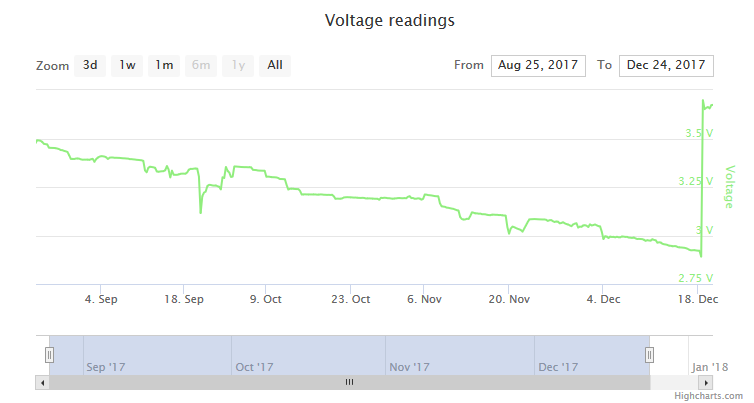 Voltage readings
Zoom 3d 1w 1m 6m 1y All From Aug 25, 2017 To Dec 24, 2017
3.5 V
3.25 V
3 V
2.75 V
Voltage
4. Sep 18. Sep 9. Oct 23. Oct 6. Nov 20. Nov 4. Dec 18. Dec
Sep '17 Oct '17 Nov '17 Dec '17 Jan '18
Highcharts.com